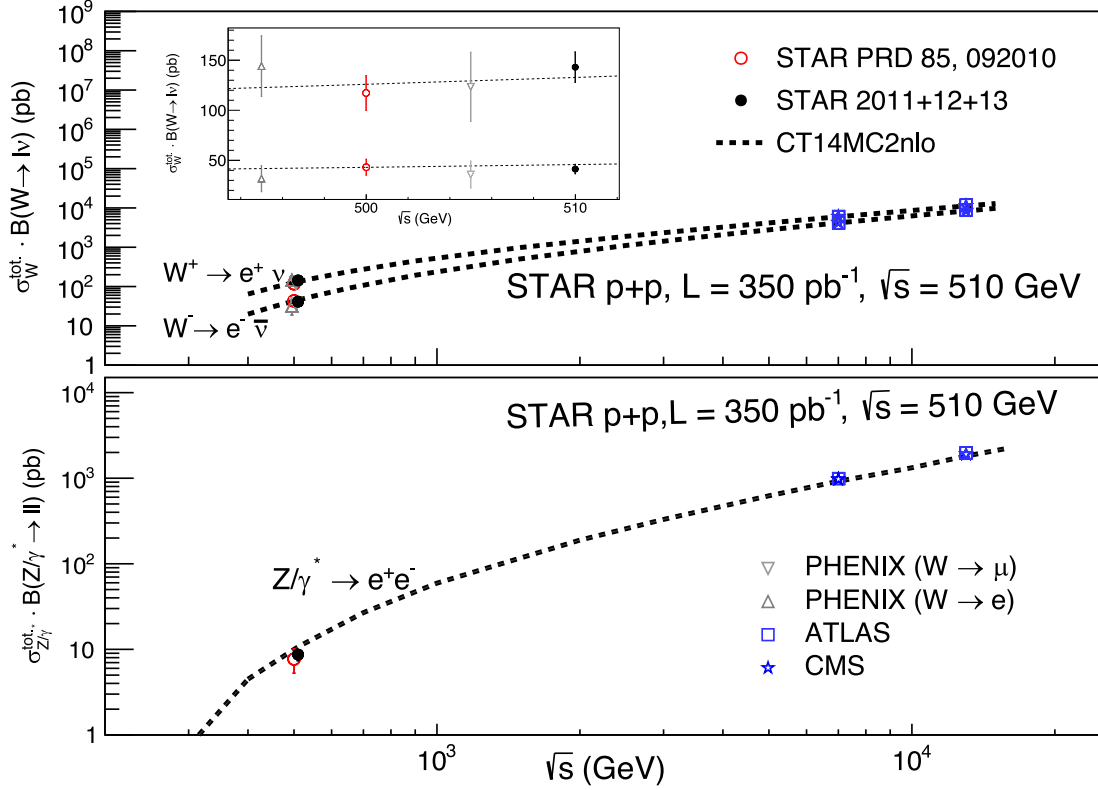 10⁹
10⁸
10⁷
10⁶
10⁵
10⁴
10³
10²
10
1
σ_W^tot. · B(W→ lν) (pb)
150
100
50
σ_W^tot. · B(W→ lν) (pb)
500
510
√s (GeV)
STAR PRD 85, 092010
STAR 2011+12+13
CT14MC2nlo
W⁺ → e⁺ ν
W⁻ → e⁻ ν̅
STAR p+p, L = 350 pb⁻¹, √s = 510 GeV
10⁴
10³
10²
10
1
σ_Z/γ^tot.· · B(Z/γ* → ll) (pb)
STAR p+p,L = 350 pb⁻¹, √s = 510 GeV
Z/γ* → e⁺e⁻
PHENIX (W → μ)
PHENIX (W → e)
ATLAS
CMS
10³
10⁴
√s (GeV)